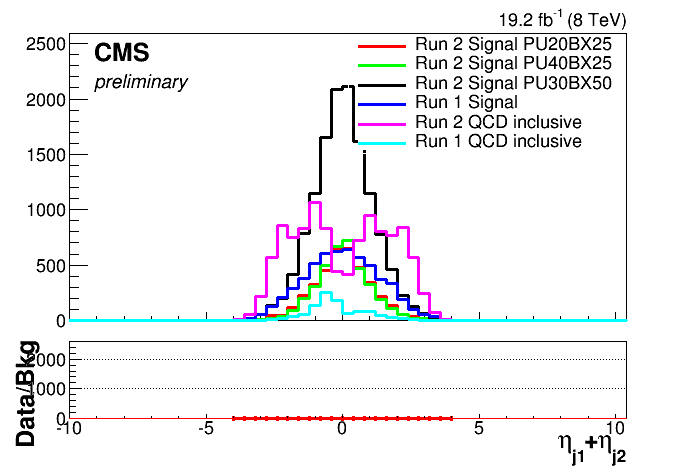 19.2 fb⁻¹ (8 TeV)
CMS
preliminary
Run 2 Signal PU20BX25
Run 2 Signal PU40BX25
Run 2 Signal PU30BX50
Run 1 Signal
Run 2 QCD inclusive
Run 1 QCD inclusive
2500
2000
1500
1000
500
0
Data/Bkg
2000
1000
0
-10 -5 0 5 10
η_j1+η_j2